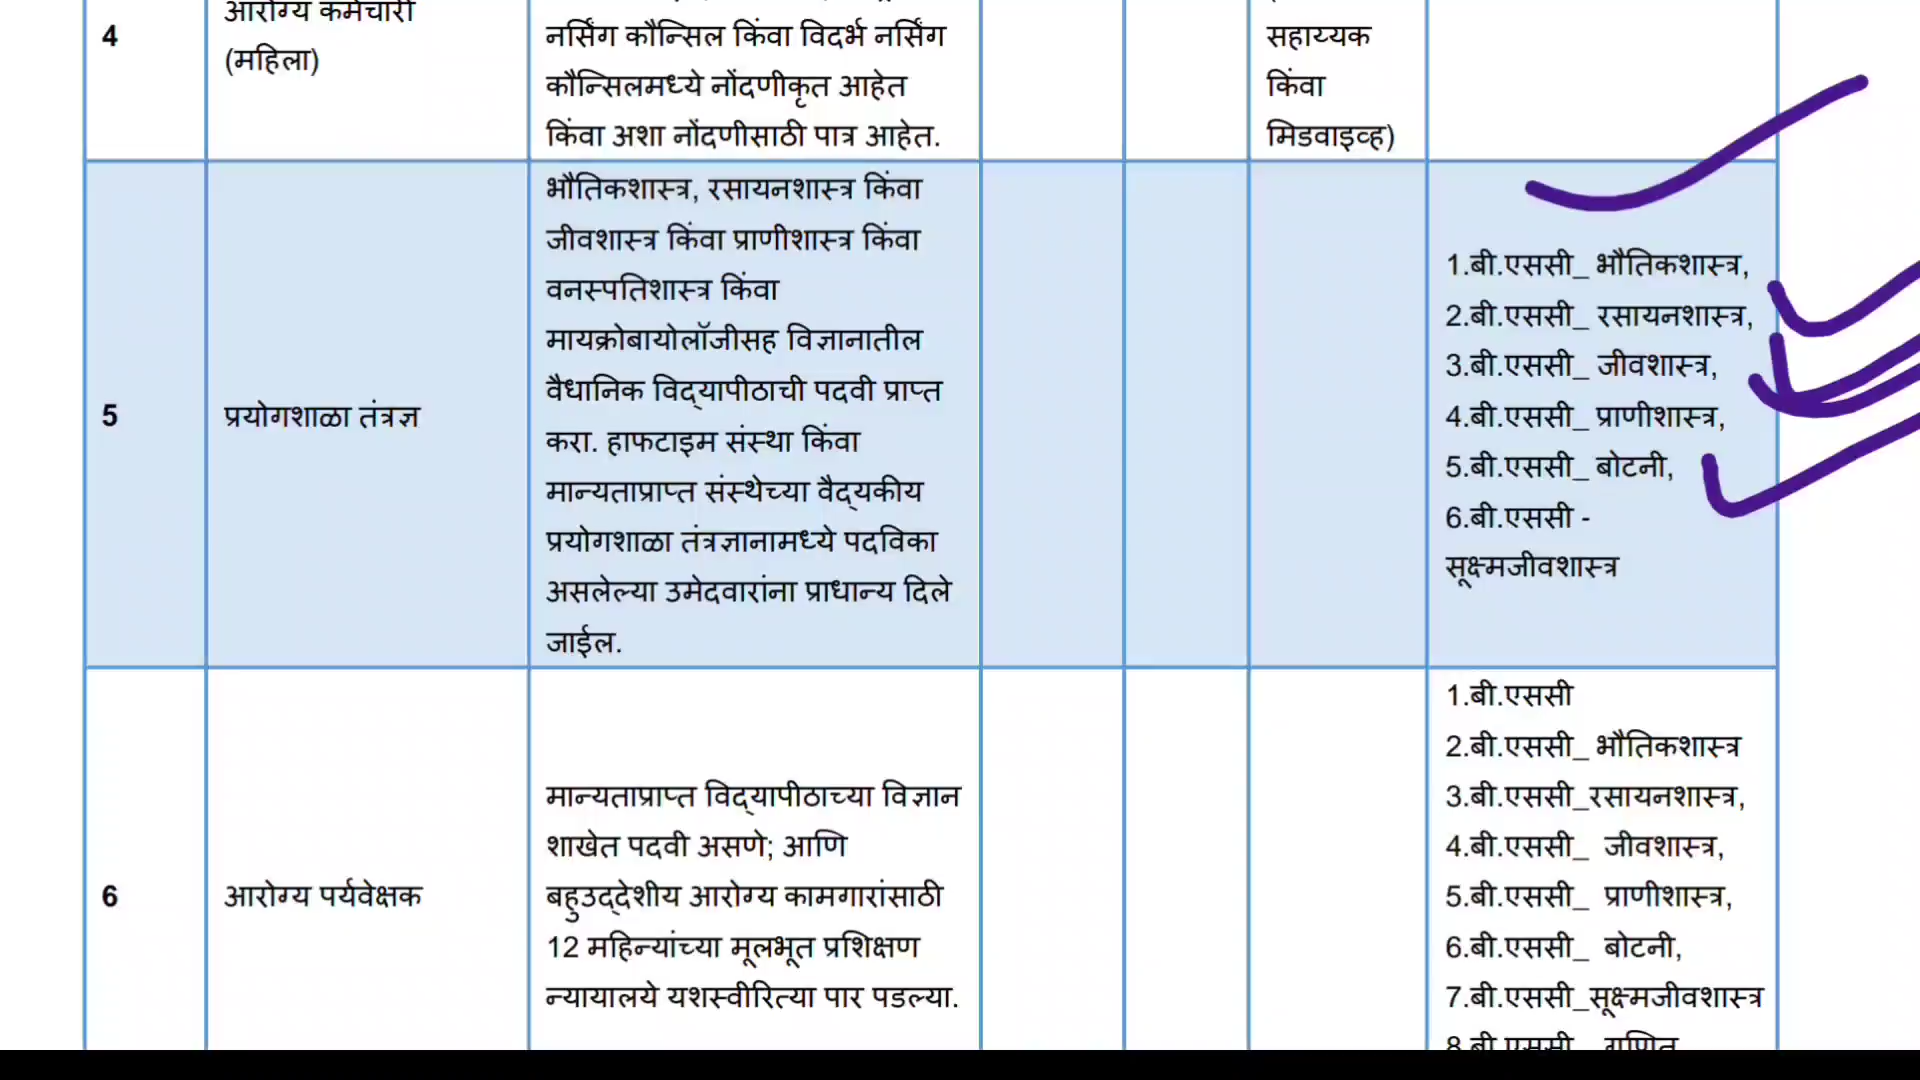 4
आरोग्य कर्मचारी
(महिला)
नर्सिंग कौन्सिल किंवा विदर्भ नर्सिंग
कौन्सिलमध्ये नोंदणीकृत आहेत
किंवा अशा नोंदणीसाठी पात्र आहेत.
सहाय्यक
किंवा
मिडवाइव्ह)
5
प्रयोगशाळा तंत्रज्ञ
भौतिकशास्त्र, रसायनशास्त्र किंवा
जीवशास्त्र किंवा प्राणीशास्त्र किंवा
वनस्पतिशास्त्र किंवा
मायक्रोबायोलॉजीसह विज्ञानातील
वैधानिक विद्यापीठाची पदवी प्राप्त
करा. हाफटाइम संस्था किंवा
मान्यताप्राप्त संस्थेच्या वैद्यकीय
प्रयोगशाळा तंत्रज्ञानामध्ये पदविका
असलेल्या उमेदवारांना प्राधान्य दिले
जाईल.
1.बी.एससी_ भौतिकशास्त्र,
2.बी.एससी_ रसायनशास्त्र,
3.बी.एससी_ जीवशास्त्र,
4.बी.एससी_ प्राणीशास्त्र,
5.बी.एससी_ बोटनी,
6.बी.एससी -
सूक्ष्मजीवशास्त्र
6
आरोग्य पर्यवेक्षक
मान्यताप्राप्त विद्यापीठाच्या विज्ञान
शाखेत पदवी असणे; आणि
बहुउद्देशीय आरोग्य कामगारांसाठी
12 महिन्यांच्या मूलभूत प्रशिक्षण
न्यायालये यशस्वीरित्या पार पडल्या.
1.बी.एससी
2.बी.एससी_ भौतिकशास्त्र
3.बी.एससी_रसायनशास्त्र,
4.बी.एससी_ जीवशास्त्र,
5.बी.एससी_ प्राणीशास्त्र,
6.बी.एससी_ बोटनी,
7.बी.एससी_सूक्ष्मजीवशास्त्र
8.बी.एससी_ गणित